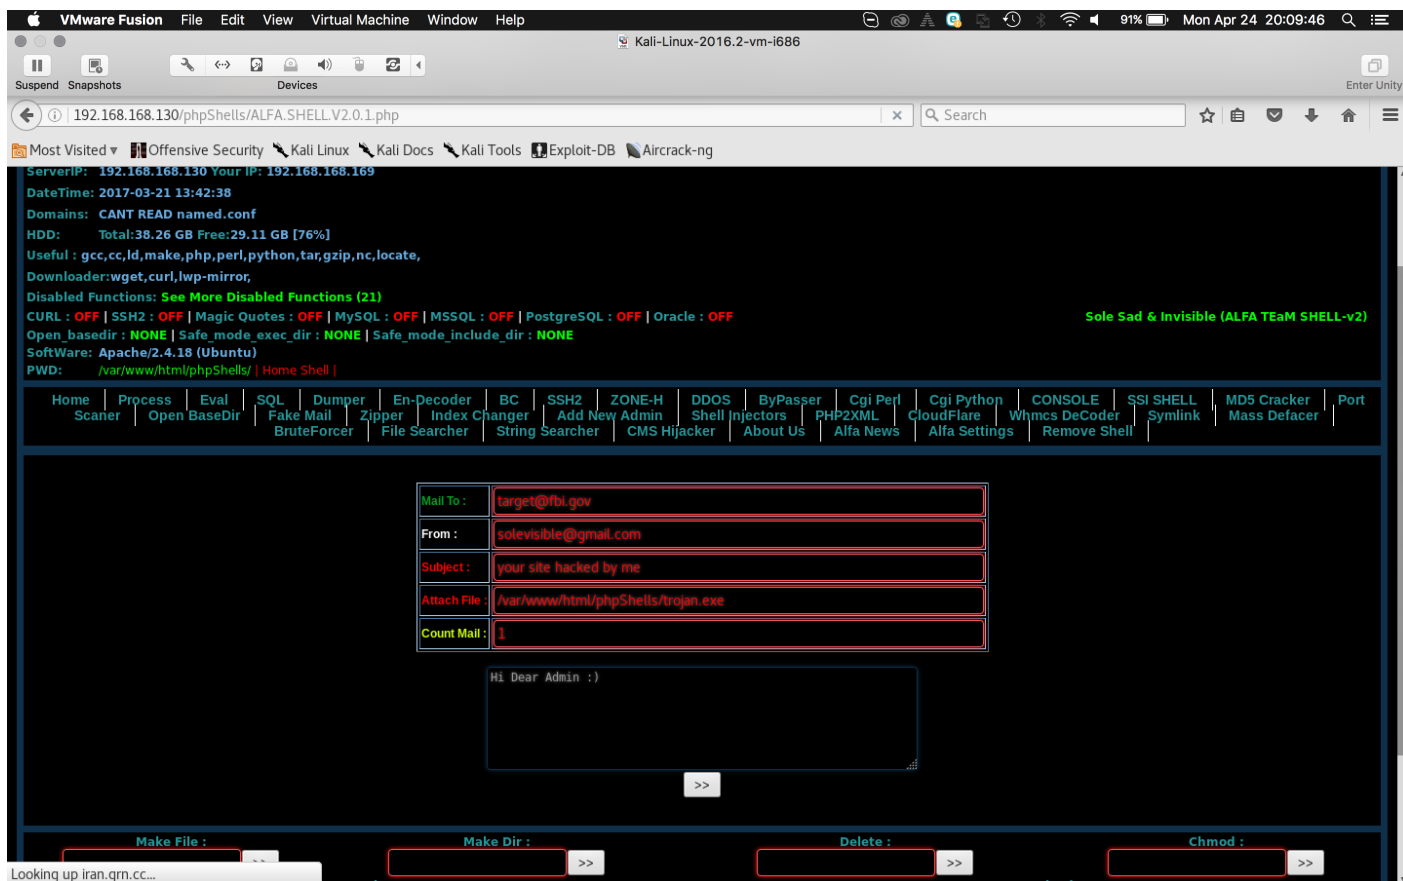 VMware Fusion File Edit View Virtual Machine Window Help 91% Mon Apr 24 20:09:46
Kali-Linux-2016.2-vm-i686
Suspend Snapshots Devices Enter Unity
192.168.168.130/phpShells/ALFA.SHELL.V2.0.1.php Search
Most Visited Offensive Security Kali Linux Kali Docs Kali Tools Exploit-DB Aircrack-ng
ServerIP: 192.168.168.130 Your IP: 192.168.168.169
DateTime: 2017-03-21 13:42:38
Domains: CANT READ named.conf
HDD: Total:38.26 GB Free:29.11 GB [76%]
Useful : gcc,cc,ld,make,php,perl,python,tar,gzip,nc,locate,
Downloader:wget,curl,lwp-mirror,
Disabled Functions: See More Disabled Functions (21)
CURL : OFF | SSH2 : OFF | Magic Quotes : OFF | MySQL : OFF | MSSQL : OFF | PostgreSQL : OFF | Oracle : OFF Sole Sad & Invisible (ALFA TEaM SHELL-v2)
Open_basedir : NONE | Safe_mode_exec_dir : NONE | Safe_mode_include_dir : NONE
SoftWare: Apache/2.4.18 (Ubuntu)
PWD: /var/www/html/phpShells/ | Home Shell |
Home | Process | Eval | SQL | Dumper | En-Decoder | BC | SSH2 | ZONE-H | DDOS | ByPasser | Cgi Perl | Cgi Python | CONSOLE | SSI SHELL | MD5 Cracker | Port
Scaner | Open BaseDir | Fake Mail | Zipper | Index Changer | Add New Admin | Shell Injectors | PHP2XML | CloudFlare | Whmcs DeCoder | Symlink | Mass Defacer |
BruteForcer | File Searcher | String Searcher | CMS Hijacker | About Us | Alfa News | Alfa Settings | Remove Shell |
Mail To : target@fbi.gov
From : solevisible@gmail.com
Subject : your site hacked by me
Attach File : /var/www/html/phpShells/trojan.exe
Count Mail : 1
Hi Dear Admin :)
>>
Make File : Make Dir : Delete : Chmod :
>> >> >> >>
Looking up iran.grn.cc...